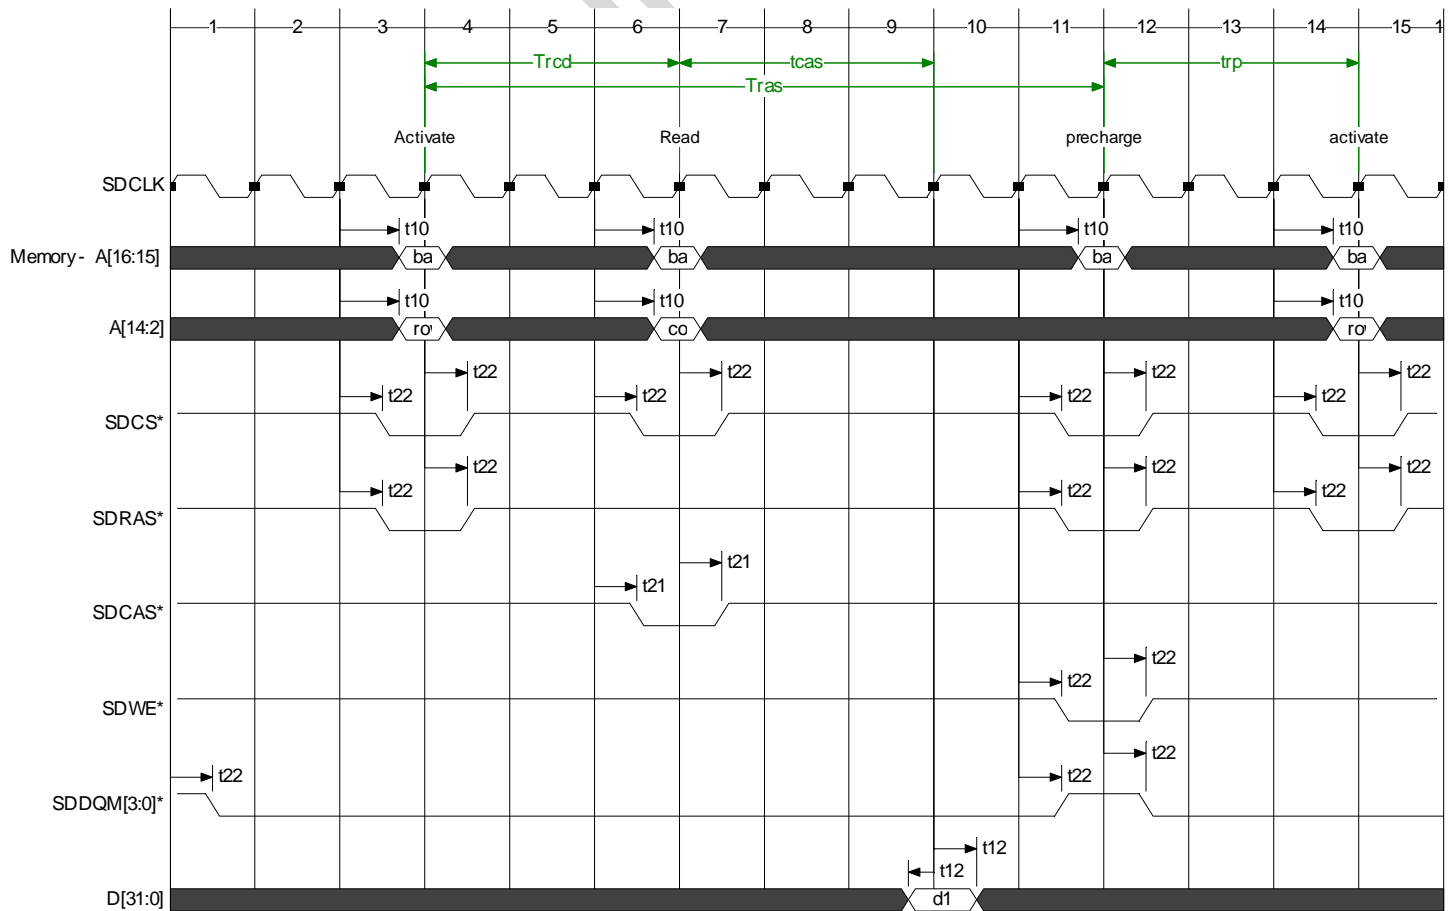 1 2 3 4 5 6 7 8 9 10 11 12 13 14 15 1
Trcd tcas trp
Tras
Activate Read precharge activate
SDCLK
t10 t10 t10 t10
Memory - A[16:15] ba ba ba ba
t10 t10 t10
A[14:2] ro co ro
t22 t22 t22 t22
t22 t22 t22 t22
SDCS*
t22 t22 t22
t22 t22 t22
SDRAS*
t21
t21
SDCAS*
t22
t22
SDWE*
t22
t22 t22
SDDQM[3:0]*
t12
t12
D[31:0] d1